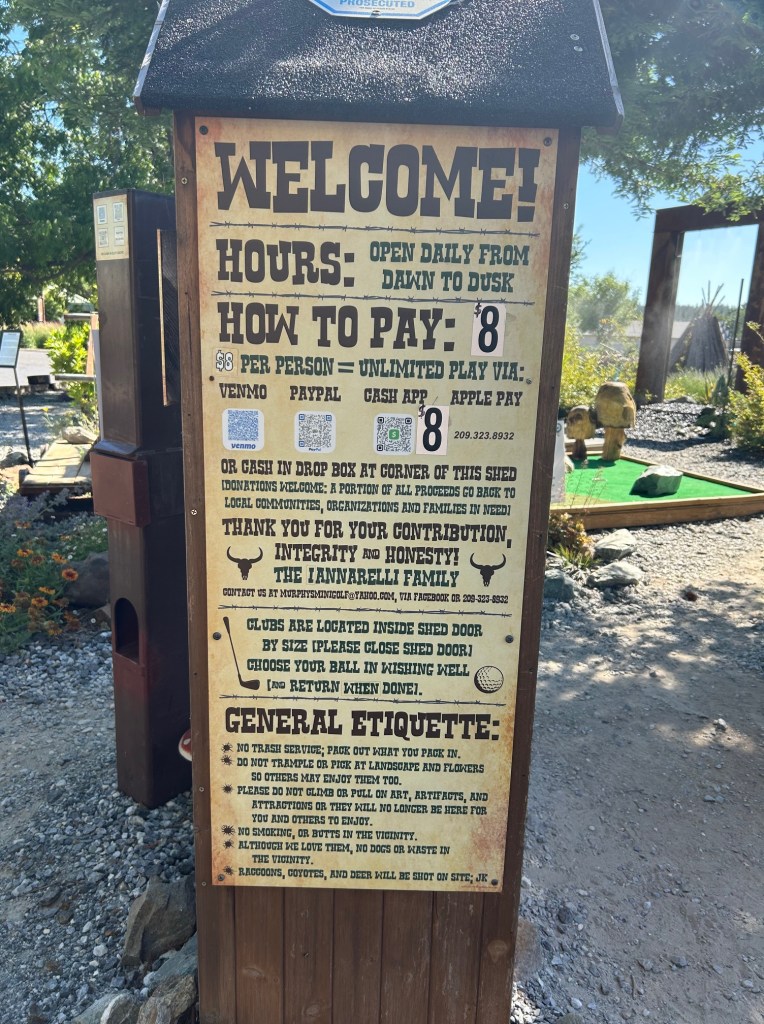 PROSECUTED
WELCOME!
HOURS: OPEN DAILY FROM
DAWN TO DUSK
HOW TO PAY: $8
$8 PER PERSON = UNLIMITED PLAY VIA:
VENMO PAYPAL CASH APP APPLE PAY
venmo PayPal $8 209.323.8932
OR CASH IN DROP BOX AT CORNER OF THIS SHED
(DONATIONS WELCOME: A PORTION OF ALL PROCEEDS GO BACK TO
LOCAL COMMUNITIES, ORGANIZATIONS AND FAMILIES IN NEED)
THANK YOU FOR YOUR CONTRIBUTION,
INTEGRITY AND HONESTY!
THE IANNARELLI FAMILY
CONTACT US AT MURPHYSMINIGOLF@YAHOO.COM, VIA FACEBOOK OR 209-323-8932
CLUBS ARE LOCATED INSIDE SHED DOOR
BY SIZE (PLEASE CLOSE SHED DOOR)
CHOOSE YOUR BALL IN WISHING WELL
(AND RETURN WHEN DONE).
GENERAL ETIQUETTE:
NO TRASH SERVICE; PACK OUT WHAT YOU PACK IN.
DO NOT TRAMPLE OR PICK AT LANDSCAPE AND FLOWERS
SO OTHERS MAY ENJOY THEM TOO.
PLEASE DO NOT CLIMB OR PULL ON ART, ARTIFACTS, AND
ATTRACTIONS OR THEY WILL NO LONGER BE HERE FOR
YOU AND OTHERS TO ENJOY.
NO SMOKING, OR BUTTS IN THE VICINITY.
ALTHOUGH WE LOVE THEM, NO DOGS OR WASTE IN
THE VICINITY.
RACCOONS, COYOTES, AND DEER WILL BE SHOT ON SITE; JK